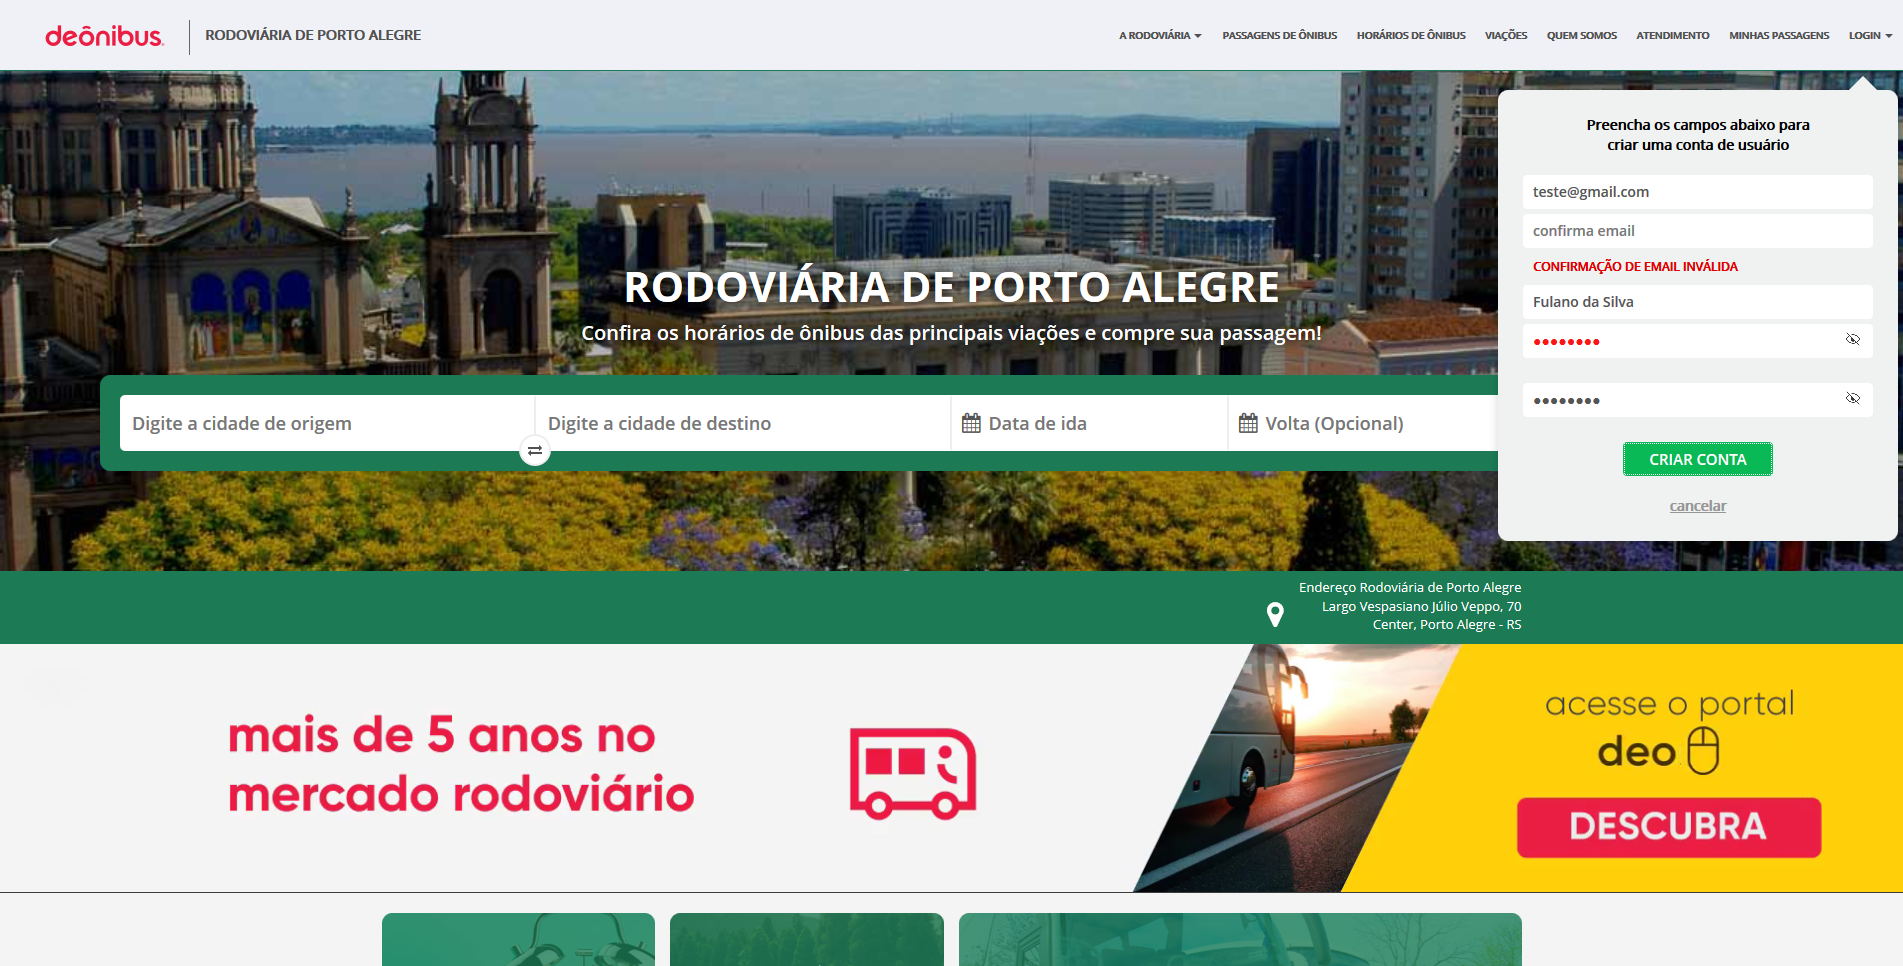 deônibus
RODOVIÁRIA DE PORTO ALEGRE
A RODOVIÁRIA
PASSAGENS DE ÔNIBUS
HORÁRIOS DE ÔNIBUS
VIAÇÕES
QUEM SOMOS
ATENDIMENTO
MINHAS PASSAGENS
LOGIN
Preencha os campos abaixo para
criar uma conta de usuário
teste@gmail.com
confirma email
CONFIRMAÇÃO DE EMAIL INVÁLIDA
Fulano da Silva
••••••••
••••••••
CRIAR CONTA
cancelar
RODOVIÁRIA DE PORTO ALEGRE
Confira os horários de ônibus das principais viações e compre sua passagem!
Digite a cidade de origem
Digite a cidade de destino
Data de ida
Volta (Opcional)
Endereço Rodoviária de Porto Alegre
Largo Vespasiano Júlio Veppo, 70
Center, Porto Alegre - RS
mais de 5 anos no
mercado rodoviário
acesse o portal
deo
DESCUBRA